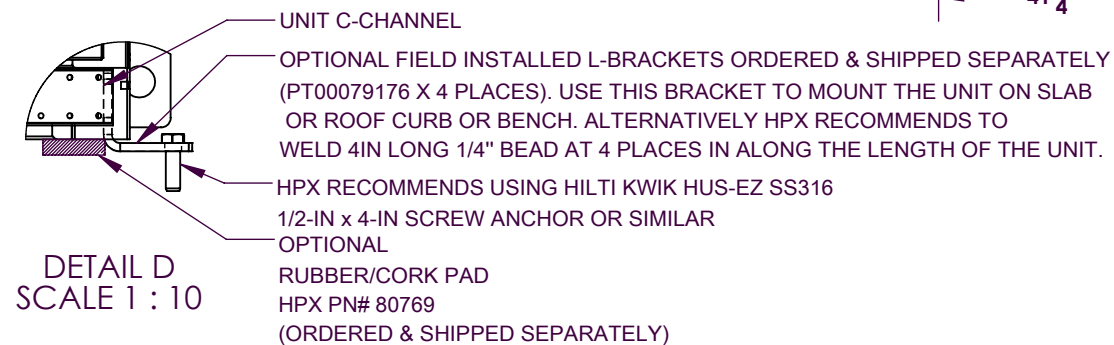 41 1/4
UNIT C-CHANNEL
OPTIONAL FIELD INSTALLED L-BRACKETS ORDERED & SHIPPED SEPARATELY
(PT00079176 X 4 PLACES). USE THIS BRACKET TO MOUNT THE UNIT ON SLAB
OR ROOF CURB OR BENCH. ALTERNATIVELY HPX RECOMMENDS TO
WELD 4IN LONG 1/4" BEAD AT 4 PLACES IN ALONG THE LENGTH OF THE UNIT.
HPX RECOMMENDS USING HILTI KWIK HUS-EZ SS316
1/2-IN x 4-IN SCREW ANCHOR OR SIMILAR
OPTIONAL
RUBBER/CORK PAD
HPX PN# 80769
(ORDERED & SHIPPED SEPARATELY)
DETAIL D
SCALE 1 : 10